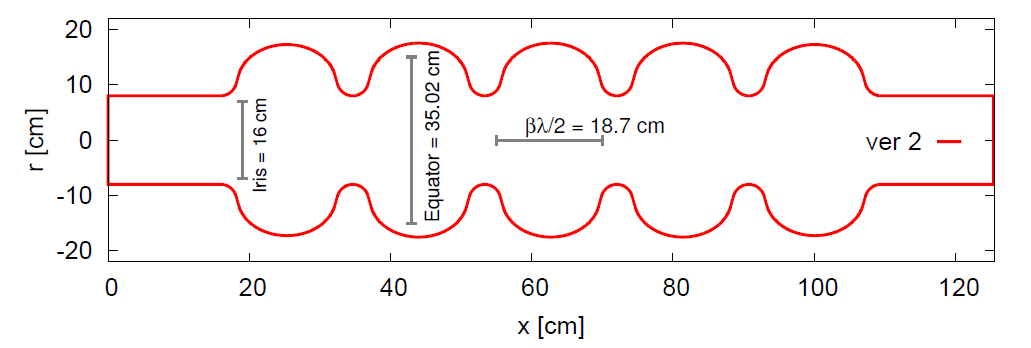 20
10
0
-10
-20
r [cm]
Iris = 16 cm
Equator = 35.02 cm
βλ/2 = 18.7 cm
ver 2
0
20
40
60
80
100
120
x [cm]